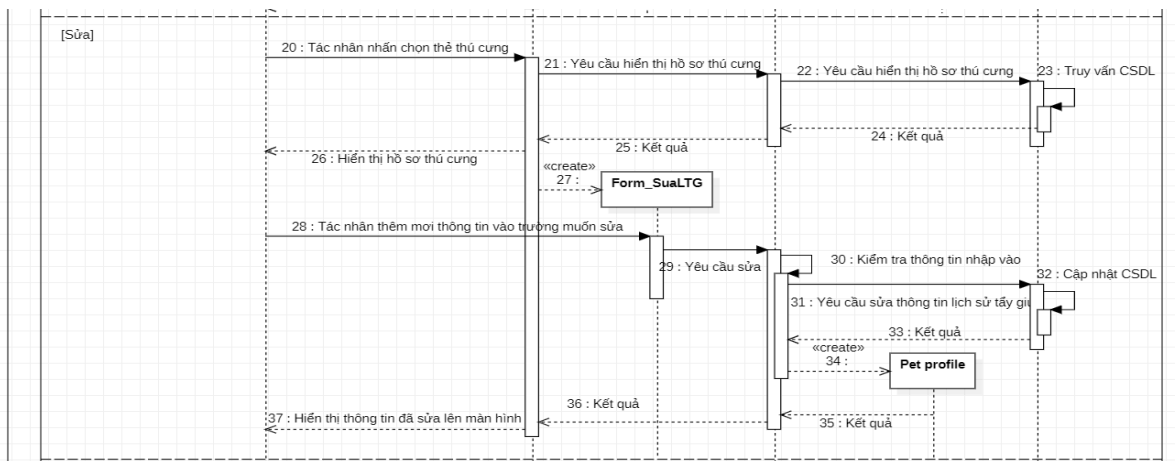 [Sửa]
20 : Tác nhân nhấn chọn thẻ thú cưng
21 : Yêu cầu hiển thị hồ sơ thú cưng
22 : Yêu cầu hiển thị hồ sơ thú cưng
23 : Truy vấn CSDL
24 : Kết quả
25 : Kết quả
26 : Hiển thị hồ sơ thú cưng
«create»
27 :
Form_SuaLTG
28 : Tác nhân thêm mơi thông tin vào trường muốn sửa
29 : Yêu cầu sửa
30 : Kiểm tra thông tin nhập vào
32 : Cập nhật CSDL
31 : Yêu cầu sửa thông tin lịch sử tẩy giu
33 : Kết quả
«create»
34 :
Pet profile
36 : Kết quả
37 : Hiển thị thông tin đã sửa lên màn hình
35 : Kết quả